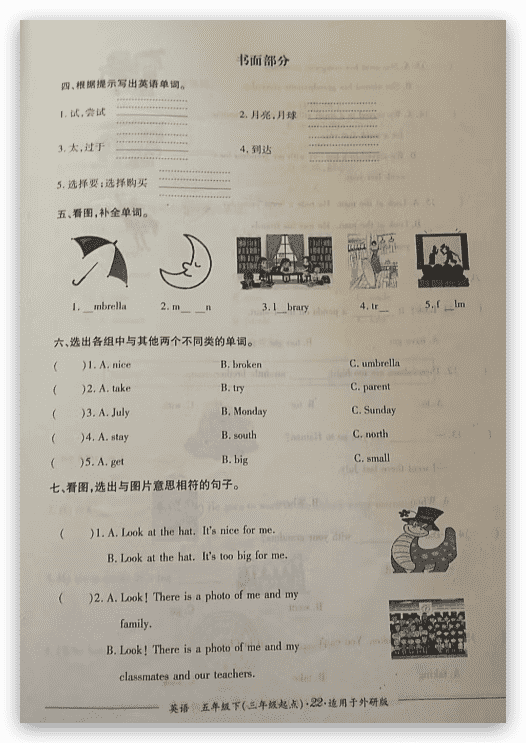 书面部分
四、根据提示写出英语单词。
1. 试,尝试 2. 月亮,月球
3. 太,过于 4. 到达
5. 选择要;选择购买
五、看图,补全单词。
1. __mbrella 2. m__ __n 3. l__brary 4. tr__ 5. f__lm
六、选出各组中与其他两个不同类的单词。
( )1. A. nice B. broken C. umbrella
( )2. A. take B. try C. parent
( )3. A. July B. Monday C. Sunday
( )4. A. stay B. south C. north
( )5. A. get B. big C. small
七、看图,选出与图片意思相符的句子。
( )1. A. Look at the hat. It's nice for me.
B. Look at the hat. It's too big for me.
( )2. A. Look! There is a photo of me and my
family.
B. Look! There is a photo of me and my
classmates and our teachers.
英语 五年级下(三年级起点)·22·适用于外研版